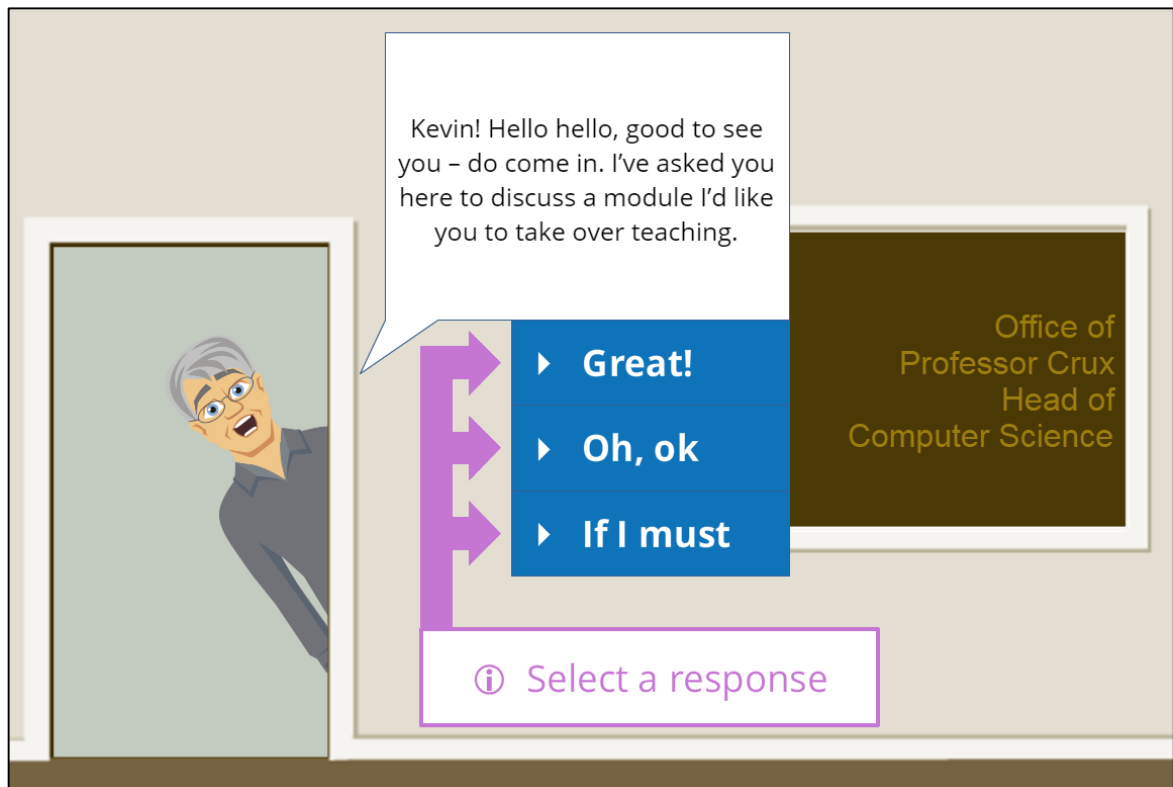 Kevin! Hello hello, good to see
you – do come in. I’ve asked you
here to discuss a module I’d like
you to take over teaching.
Great!
Oh, ok
If I must
Select a response
Office of
Professor Crux
Head of
Computer Science